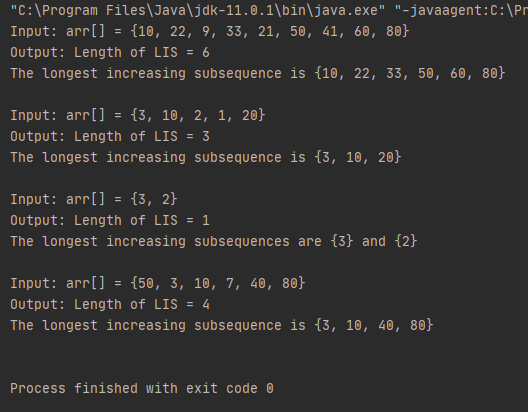 "C:\Program Files\Java\jdk-11.0.1\bin\java.exe" "-javaagent:C:\Pr
Input: arr[] = {10, 22, 9, 33, 21, 50, 41, 60, 80}
Output: Length of LIS = 6
The longest increasing subsequence is {10, 22, 33, 50, 60, 80}
Input: arr[] = {3, 10, 2, 1, 20}
Output: Length of LIS = 3
The longest increasing subsequence is {3, 10, 20}
Input: arr[] = {3, 2}
Output: Length of LIS = 1
The longest increasing subsequences are {3} and {2}
Input: arr[] = {50, 3, 10, 7, 40, 80}
Output: Length of LIS = 4
The longest increasing subsequence is {3, 10, 40, 80}
Process finished with exit code 0